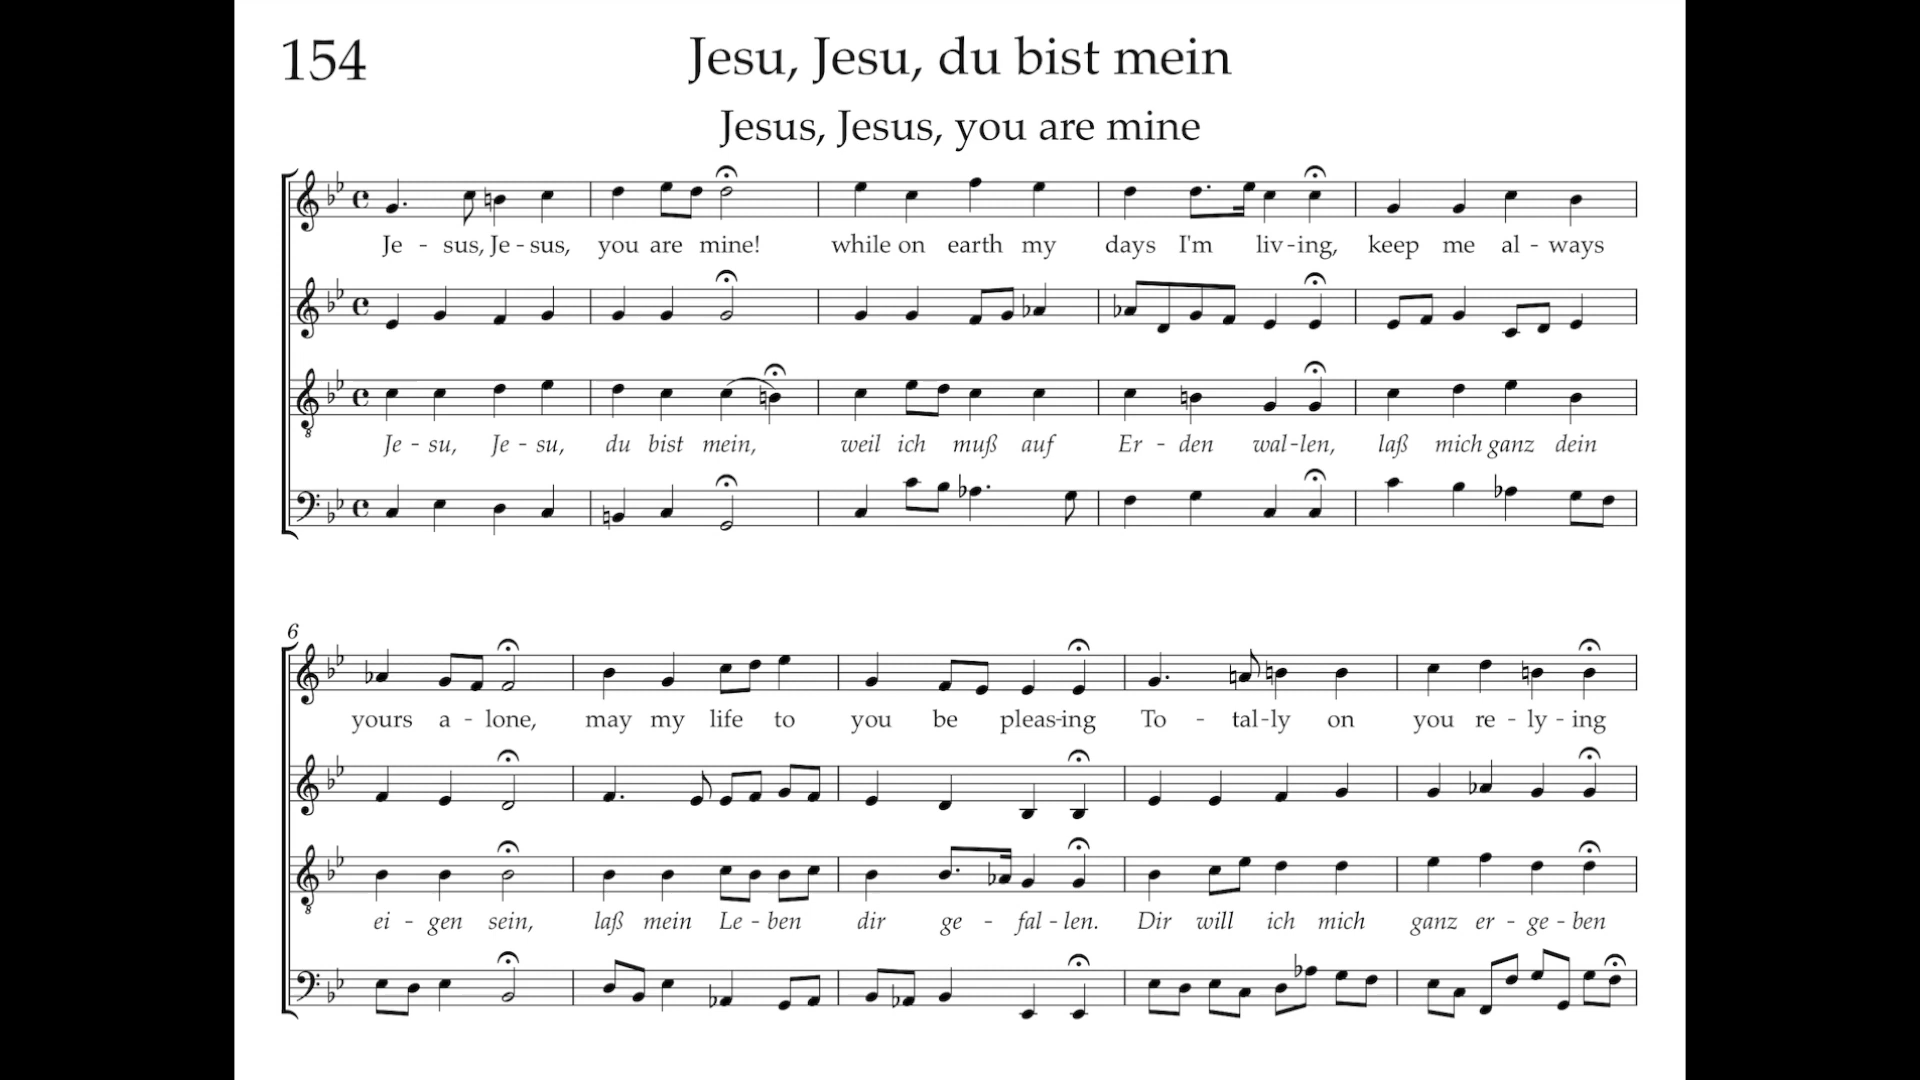 154
Jesu, Jesu, du bist mein
Jesus, Jesus, you are mine
Je - sus, Je - sus, you are mine! while on earth my days I'm liv - ing, keep me al - ways
Je - su, Je - su, du bist mein, weil ich muß auf Er - den wal - len, laß mich ganz dein
6
yours a - lone, may my life to you be pleas - ing To - tal - ly on you re - ly - ing
ei - gen sein, laß mein Le - ben dir ge - fal - len. Dir will ich mich ganz er - ge - ben